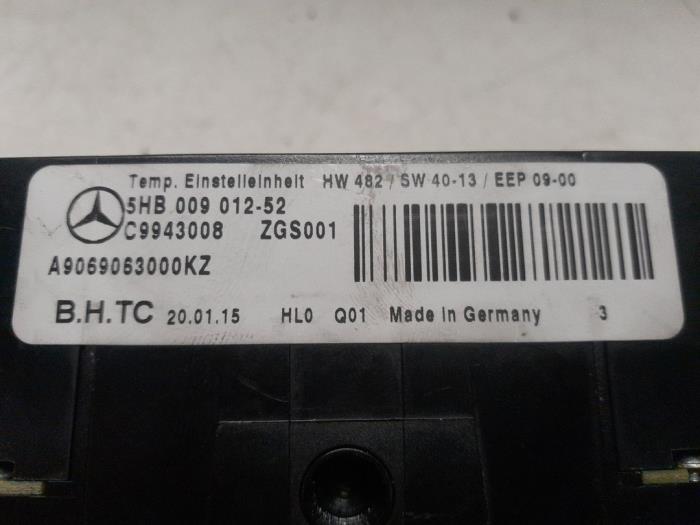 Temp. Einstelleinheit HW 482 / SW 40-13 / EEP 09-00
5HB 009 012-52
C9943008 ZGS001
A9069063000KZ
B.H.TC 20.01.15 HL0 Q01 Made in Germany 3